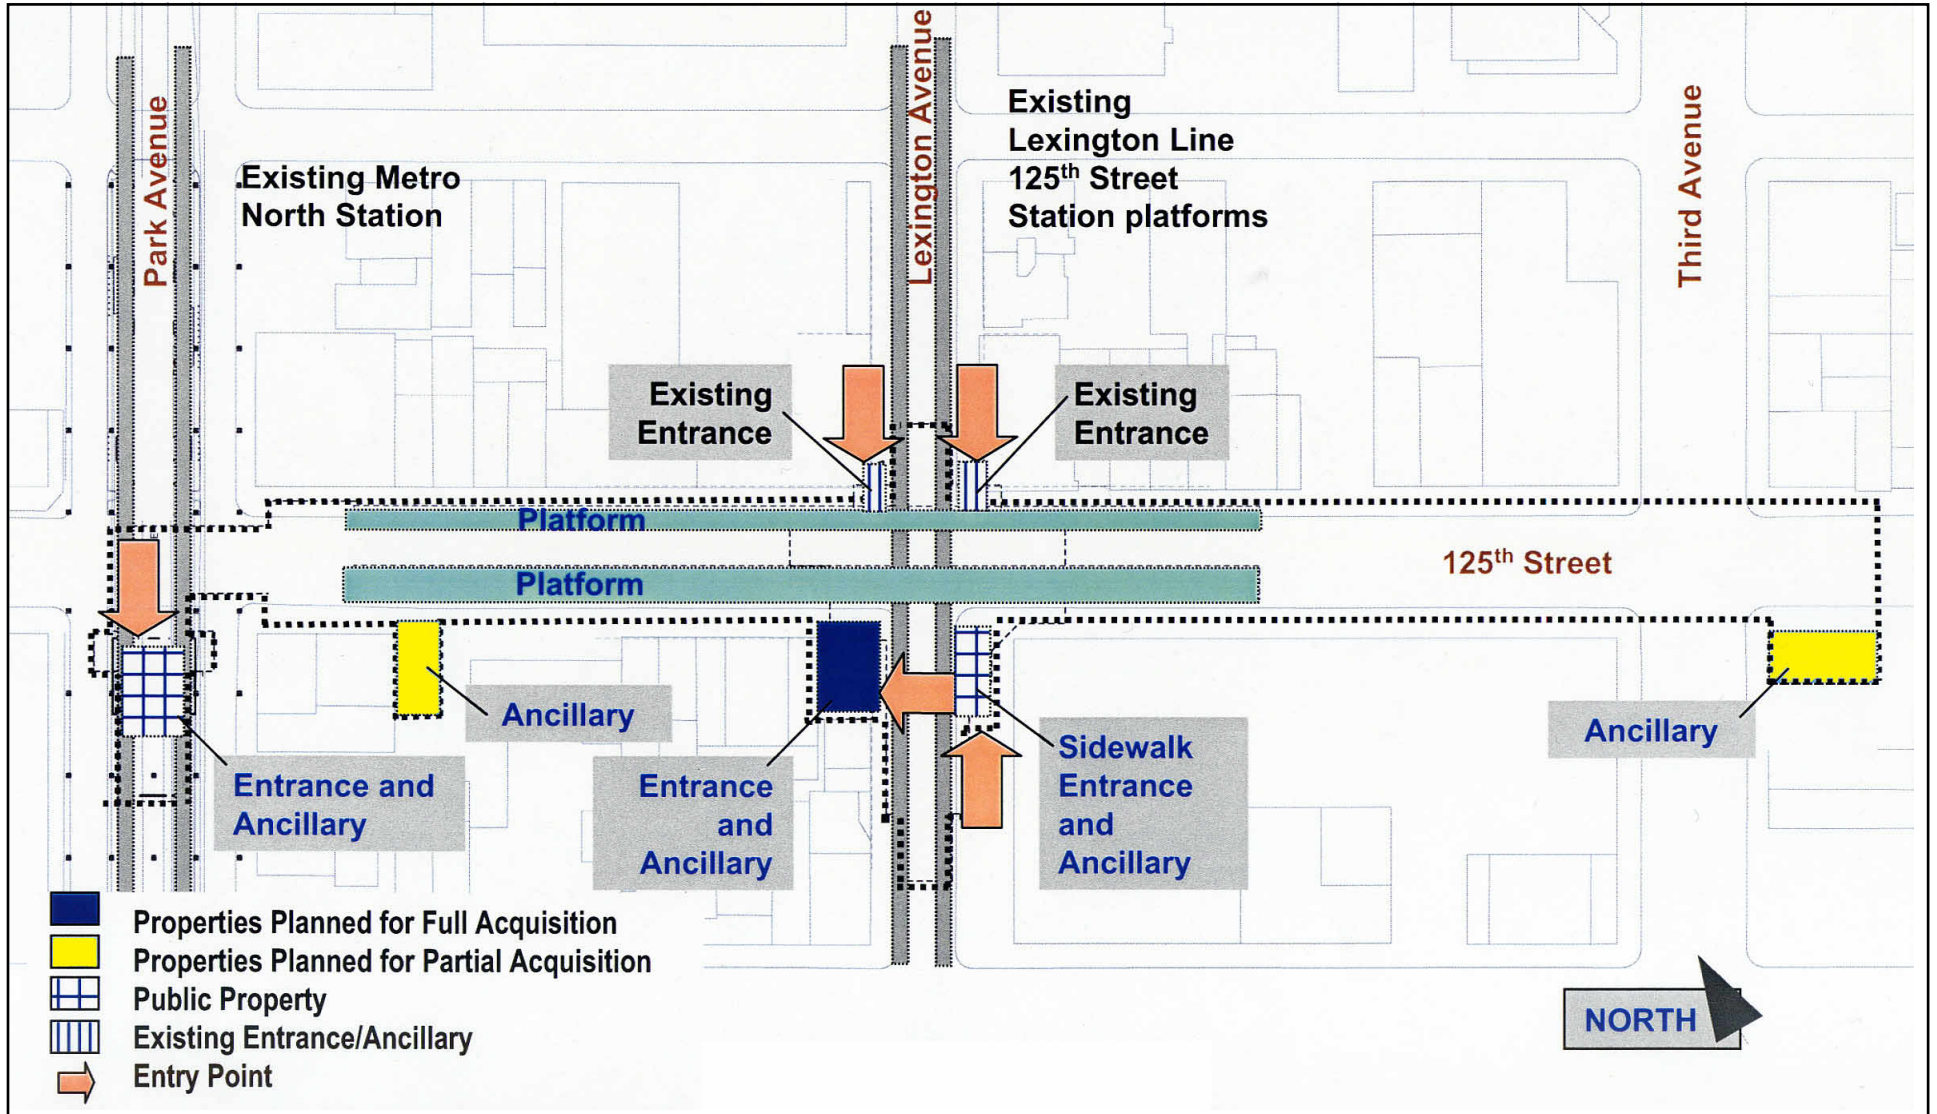 Park Avenue
Lexington Avenue
Third Avenue
Existing Metro
North Station
Existing
Lexington Line
125th Street
Station platforms
Existing
Entrance
Existing
Entrance
Platform
Platform
125th Street
Ancillary
Ancillary
Entrance and
Ancillary
Entrance
and
Ancillary
Sidewalk
Entrance
and
Ancillary
Properties Planned for Full Acquisition
Properties Planned for Partial Acquisition
Public Property
Existing Entrance/Ancillary
Entry Point
NORTH